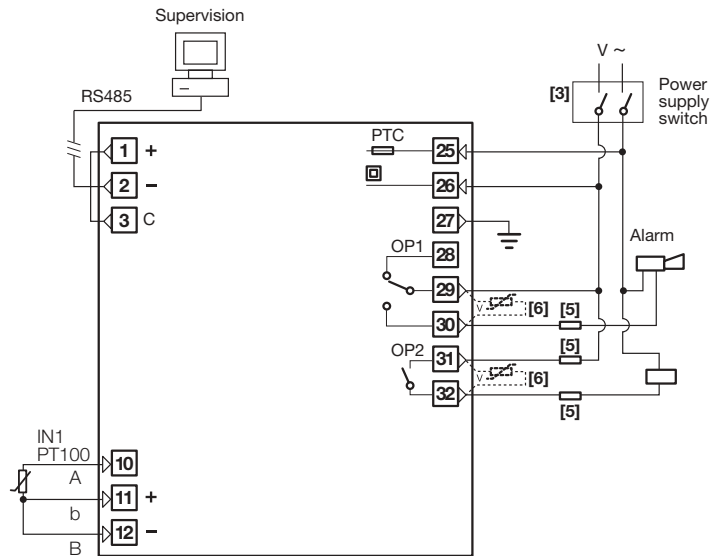 Supervision
V ~
[3]
Power
supply
switch
RS485
PTC
1 +
25
2 -
26
3 C
27
Alarm
OP1
28
29
V
[6]
30
[5]
[5]
OP2
31
V
[6]
32
[5]
IN1
PT100
10
A
11 +
b
12 -
B